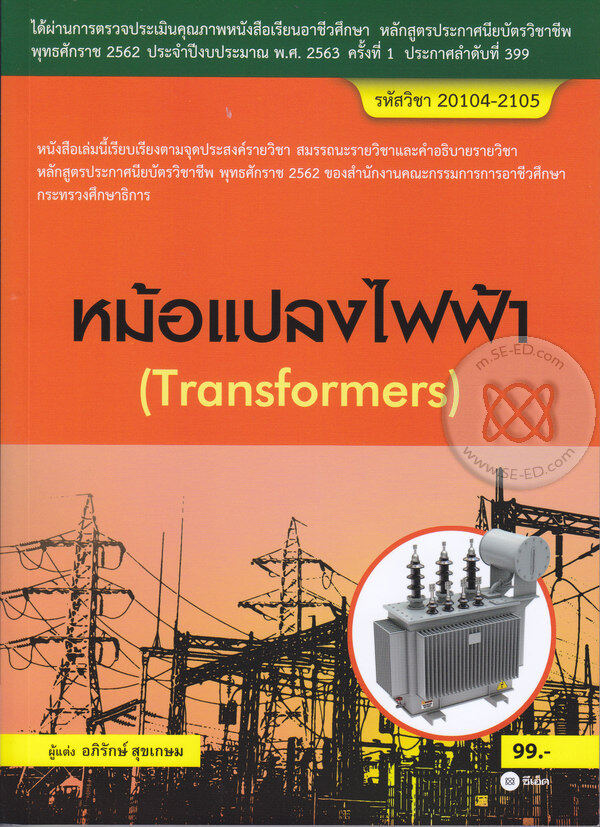 ได้ผ่านการตรวจประเมินคุณภาพหนังสือเรียนอาชีวศึกษา หลักสูตรประกาศนียบัตรวิชาชีพ
พุทธศักราช 2562 ประจำปีงบประมาณ พ.ศ. 2563 ครั้งที่ 1 ประกาศลำดับที่ 399
รหัสวิชา 20104-2105
หนังสือเล่มนี้เรียบเรียงตามจุดประสงค์รายวิชา สมรรถนะรายวิชาและคำอธิบายรายวิชา
หลักสูตรประกาศนียบัตรวิชาชีพ พุทธศักราช 2562 ของสำนักงานคณะกรรมการการอาชีวศึกษา
กระทรวงศึกษาธิการ
หม้อแปลงไฟฟ้า
(Transformers)
m.SE-ED.com
www.SE-ED.com
ผู้แต่ง อภิรักษ์ สุขเกษม
99.-
ซีเอ็ด